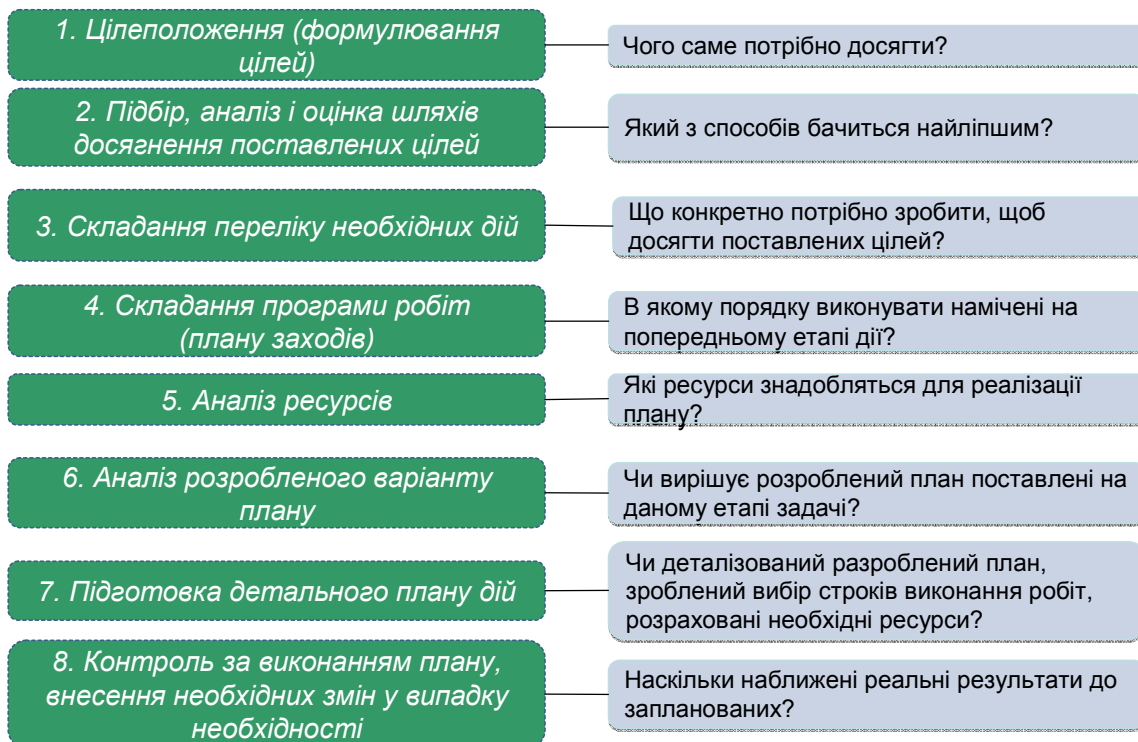 1. Цілеположення (формулювання
цілей)
Чого саме потрібно досягти?
2. Підбір, аналіз і оцінка шляхів
досягнення поставлених цілей
Який з способів бачиться найліпшим?
3. Складання переліку необхідних дій
Що конкретно потрібно зробити, щоб
досягти поставлених цілей?
4. Складання програми робіт
(плану заходів)
В якому порядку виконувати намічені на
попередньому етапі дії?
5. Аналіз ресурсів
Які ресурси знадобляться для реалізації
плану?
6. Аналіз розробленого варіанту
плану
Чи вирішує розроблений план поставлені на
даному етапі задачі?
7. Підготовка детального плану дій
Чи деталізований разроблений план,
зроблений вибір строків виконання робіт,
розраховані необхідні ресурси?
8. Контроль за виконанням плану,
внесення необхідних змін у випадку
необхідності
Наскільки наближені реальні результати до
запланованих?